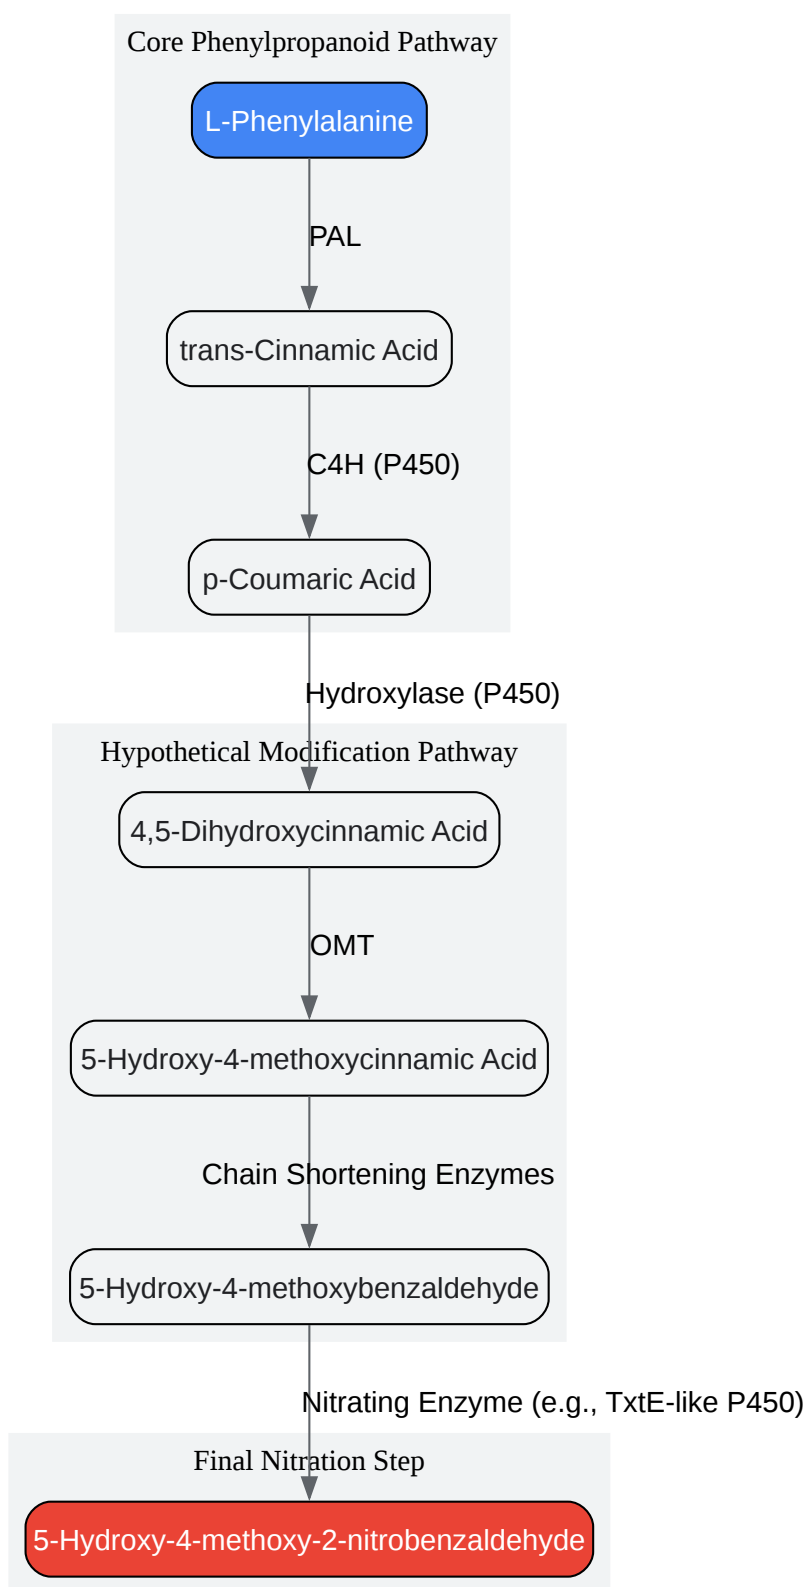 Core Phenylpropanoid Pathway
L-Phenylalanine
PAL
trans-Cinnamic Acid
C4H (P450)
p-Coumaric Acid
Hydroxylase (P450)
Hypothetical Modification Pathway
4,5-Dihydroxycinnamic Acid
OMT
5-Hydroxy-4-methoxycinnamic Acid
Chain Shortening Enzymes
5-Hydroxy-4-methoxybenzaldehyde
Nitrating Enzyme (e.g., TxtE-like P450)
Final Nitration Step
5-Hydroxy-4-methoxy-2-nitrobenzaldehyde